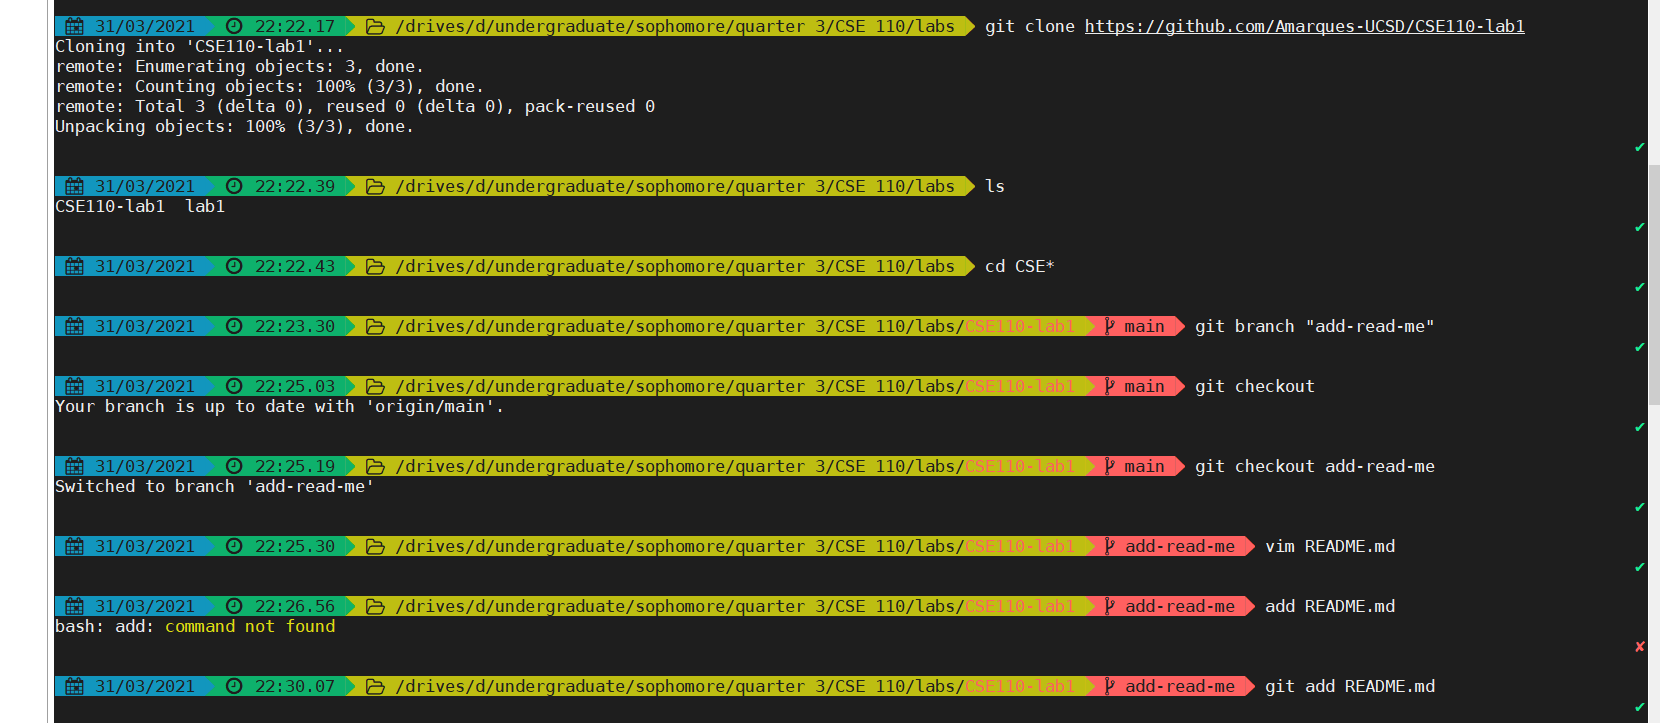 31/03/2021 22:22.17 /drives/d/undergraduate/sophomore/quarter 3/CSE 110/labs git clone https://github.com/Amarques-UCSD/CSE110-lab1
Cloning into 'CSE110-lab1'...
remote: Enumerating objects: 3, done.
remote: Counting objects: 100% (3/3), done.
remote: Total 3 (delta 0), reused 0 (delta 0), pack-reused 0
Unpacking objects: 100% (3/3), done.
✔
31/03/2021 22:22.39 /drives/d/undergraduate/sophomore/quarter 3/CSE 110/labs ls
CSE110-lab1  lab1
✔
31/03/2021 22:22.43 /drives/d/undergraduate/sophomore/quarter 3/CSE 110/labs cd CSE*
✔
31/03/2021 22:23.30 /drives/d/undergraduate/sophomore/quarter 3/CSE 110/labs/CSE110-lab1 main git branch "add-read-me"
✔
31/03/2021 22:25.03 /drives/d/undergraduate/sophomore/quarter 3/CSE 110/labs/CSE110-lab1 main git checkout
Your branch is up to date with 'origin/main'.
✔
31/03/2021 22:25.19 /drives/d/undergraduate/sophomore/quarter 3/CSE 110/labs/CSE110-lab1 main git checkout add-read-me
Switched to branch 'add-read-me'
✔
31/03/2021 22:25.30 /drives/d/undergraduate/sophomore/quarter 3/CSE 110/labs/CSE110-lab1 add-read-me vim README.md
✔
31/03/2021 22:26.56 /drives/d/undergraduate/sophomore/quarter 3/CSE 110/labs/CSE110-lab1 add-read-me add README.md
bash: add: command not found
✘
31/03/2021 22:30.07 /drives/d/undergraduate/sophomore/quarter 3/CSE 110/labs/CSE110-lab1 add-read-me git add README.md
✔